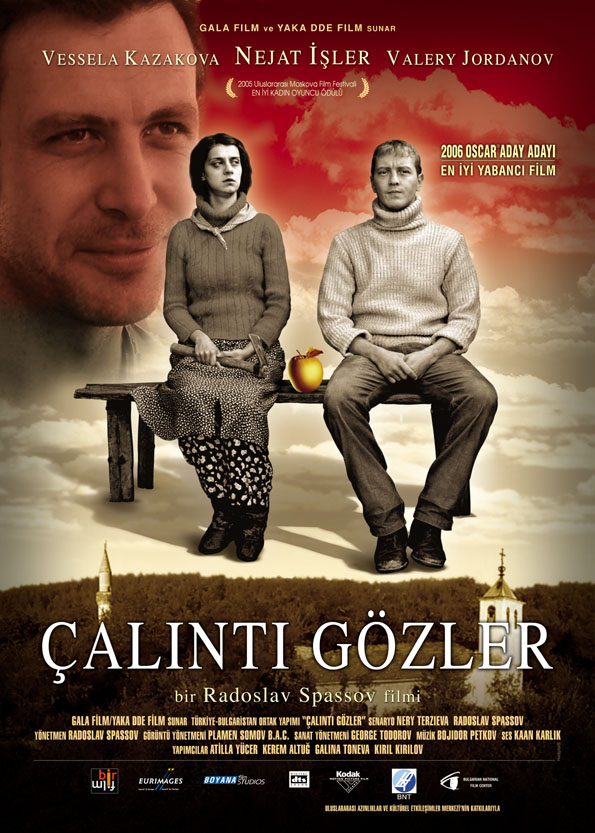 GALA FILM ve YAKA DDE FILM SUNAR
VESSELA KAZAKOVA NEJAT İŞLER VALERY JORDANOV
2005 Uluslararası Moskova Film Festivali
EN İYİ KADIN OYUNCU ÖDÜLÜ
2006 OSCAR ADAY ADAYI
EN İYİ YABANCI FİLM
ÇALINTI GÖZLER
bir Radoslav Spassov filmi
GALA FİLM/YAKA DDE FİLM SUNAR TÜRKİYE-BULGARİSTAN ORTAK YAPIMI "ÇALINTI GÖZLER" SENARYO NERY TERZIEVA RADOSLAV SPASSOV
YÖNETMEN RADOSLAV SPASSOV GÖRÜNTÜ YÖNETMENİ PLAMEN SOMOV B.A.C. SANAT YÖNETMENİ GEORGE TODOROV MÜZİK BOJIDOR PETKOV SES KAAN KARLIK
YAPIMCILAR ATİLLA YÜCER KEREM ALTUĞ GALINA TONEVA KIRIL KIRILOV
bir EURIMAGES BOYANA film STUDIOS dts Kodak MOTION PICTURE FILM BNT BULGARIAN NATIONAL FILM CENTER
ULUSLARARASI AZINLIKLAR VE KÜLTÜREL ETKİLEŞİMLER MERKEZİ'NİN KATKILARIYLA